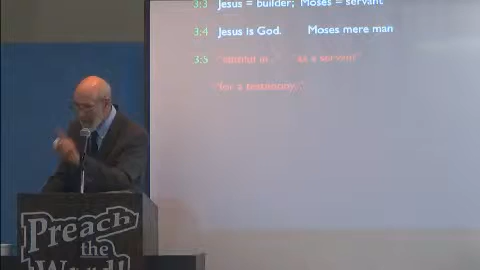 3:3 Jesus = builder; Moses = servant
3:4 Jesus is God. Moses mere man
3:5 "faithful in..." "as a servant"
"for a testimony..."
Preach
the
Word!